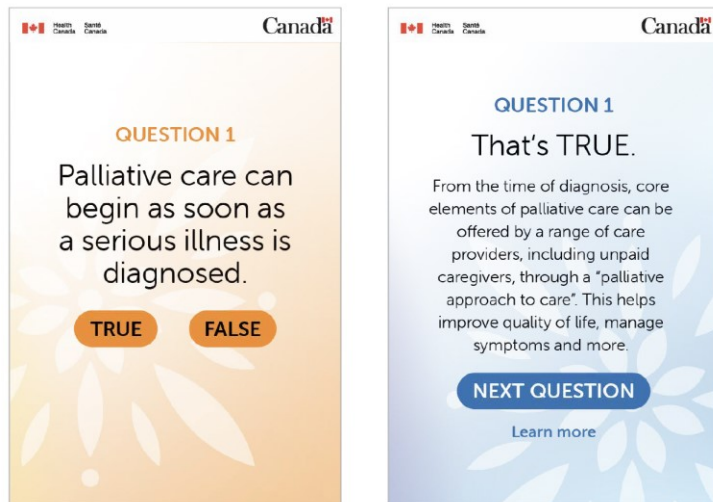 Health Canada
Santé Canada
Canada
QUESTION 1
Palliative care can
begin as soon as
a serious illness is
diagnosed.
TRUE
FALSE
Health Canada
Santé Canada
Canada
QUESTION 1
That's TRUE.
From the time of diagnosis, core
elements of palliative care can be
offered by a range of care
providers, including unpaid
caregivers, through a “palliative
approach to care”. This helps
improve quality of life, manage
symptoms and more.
NEXT QUESTION
Learn more